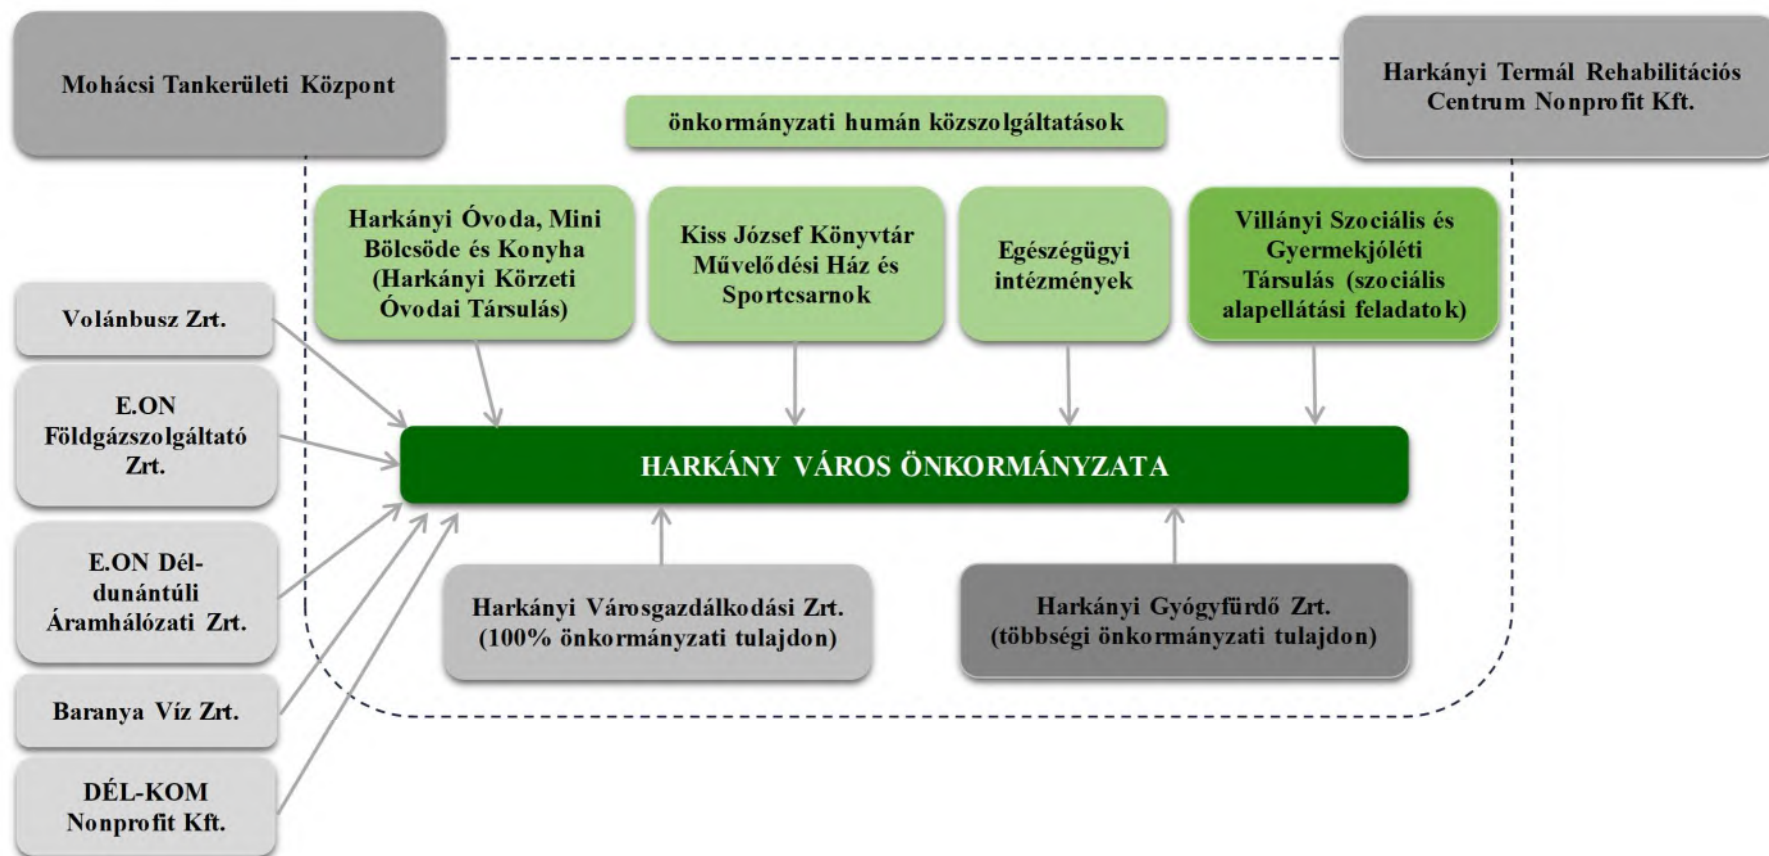 Mohácsi Tankerületi Központ
Harkányi Termál Rehabilitációs
Centrum Nonprofit Kft.
önkormányzati humán közszolgáltatások
Harkányi Óvoda, Mini
Bölcsöde és Konyha
(Harkányi Körzeti
Óvodai Társulás)
Kiss József Könyvtár
Művelődési Ház és
Sportcsarnok
Egészégügyi
intézmények
Villányi Szociális és
Gyermekjóléti
Társulás (szociális
alapellátási feladatok)
Volánbusz Zrt.
E.ON
Földgázszolgáltató
Zrt.
E.ON Dél-
dunántúli
Áramhálózati Zrt.
Baranya Víz Zrt.
DÉL-KOM
Nonprofit Kft.
HARKÁNY VÁROS ÖNKORMÁNYZATA
Harkányi Városgazdálkodási Zrt.
(100% önkormányzati tulajdon)
Harkányi Gyógyfürdő Zrt.
(többségi önkormányzati tulajdon)